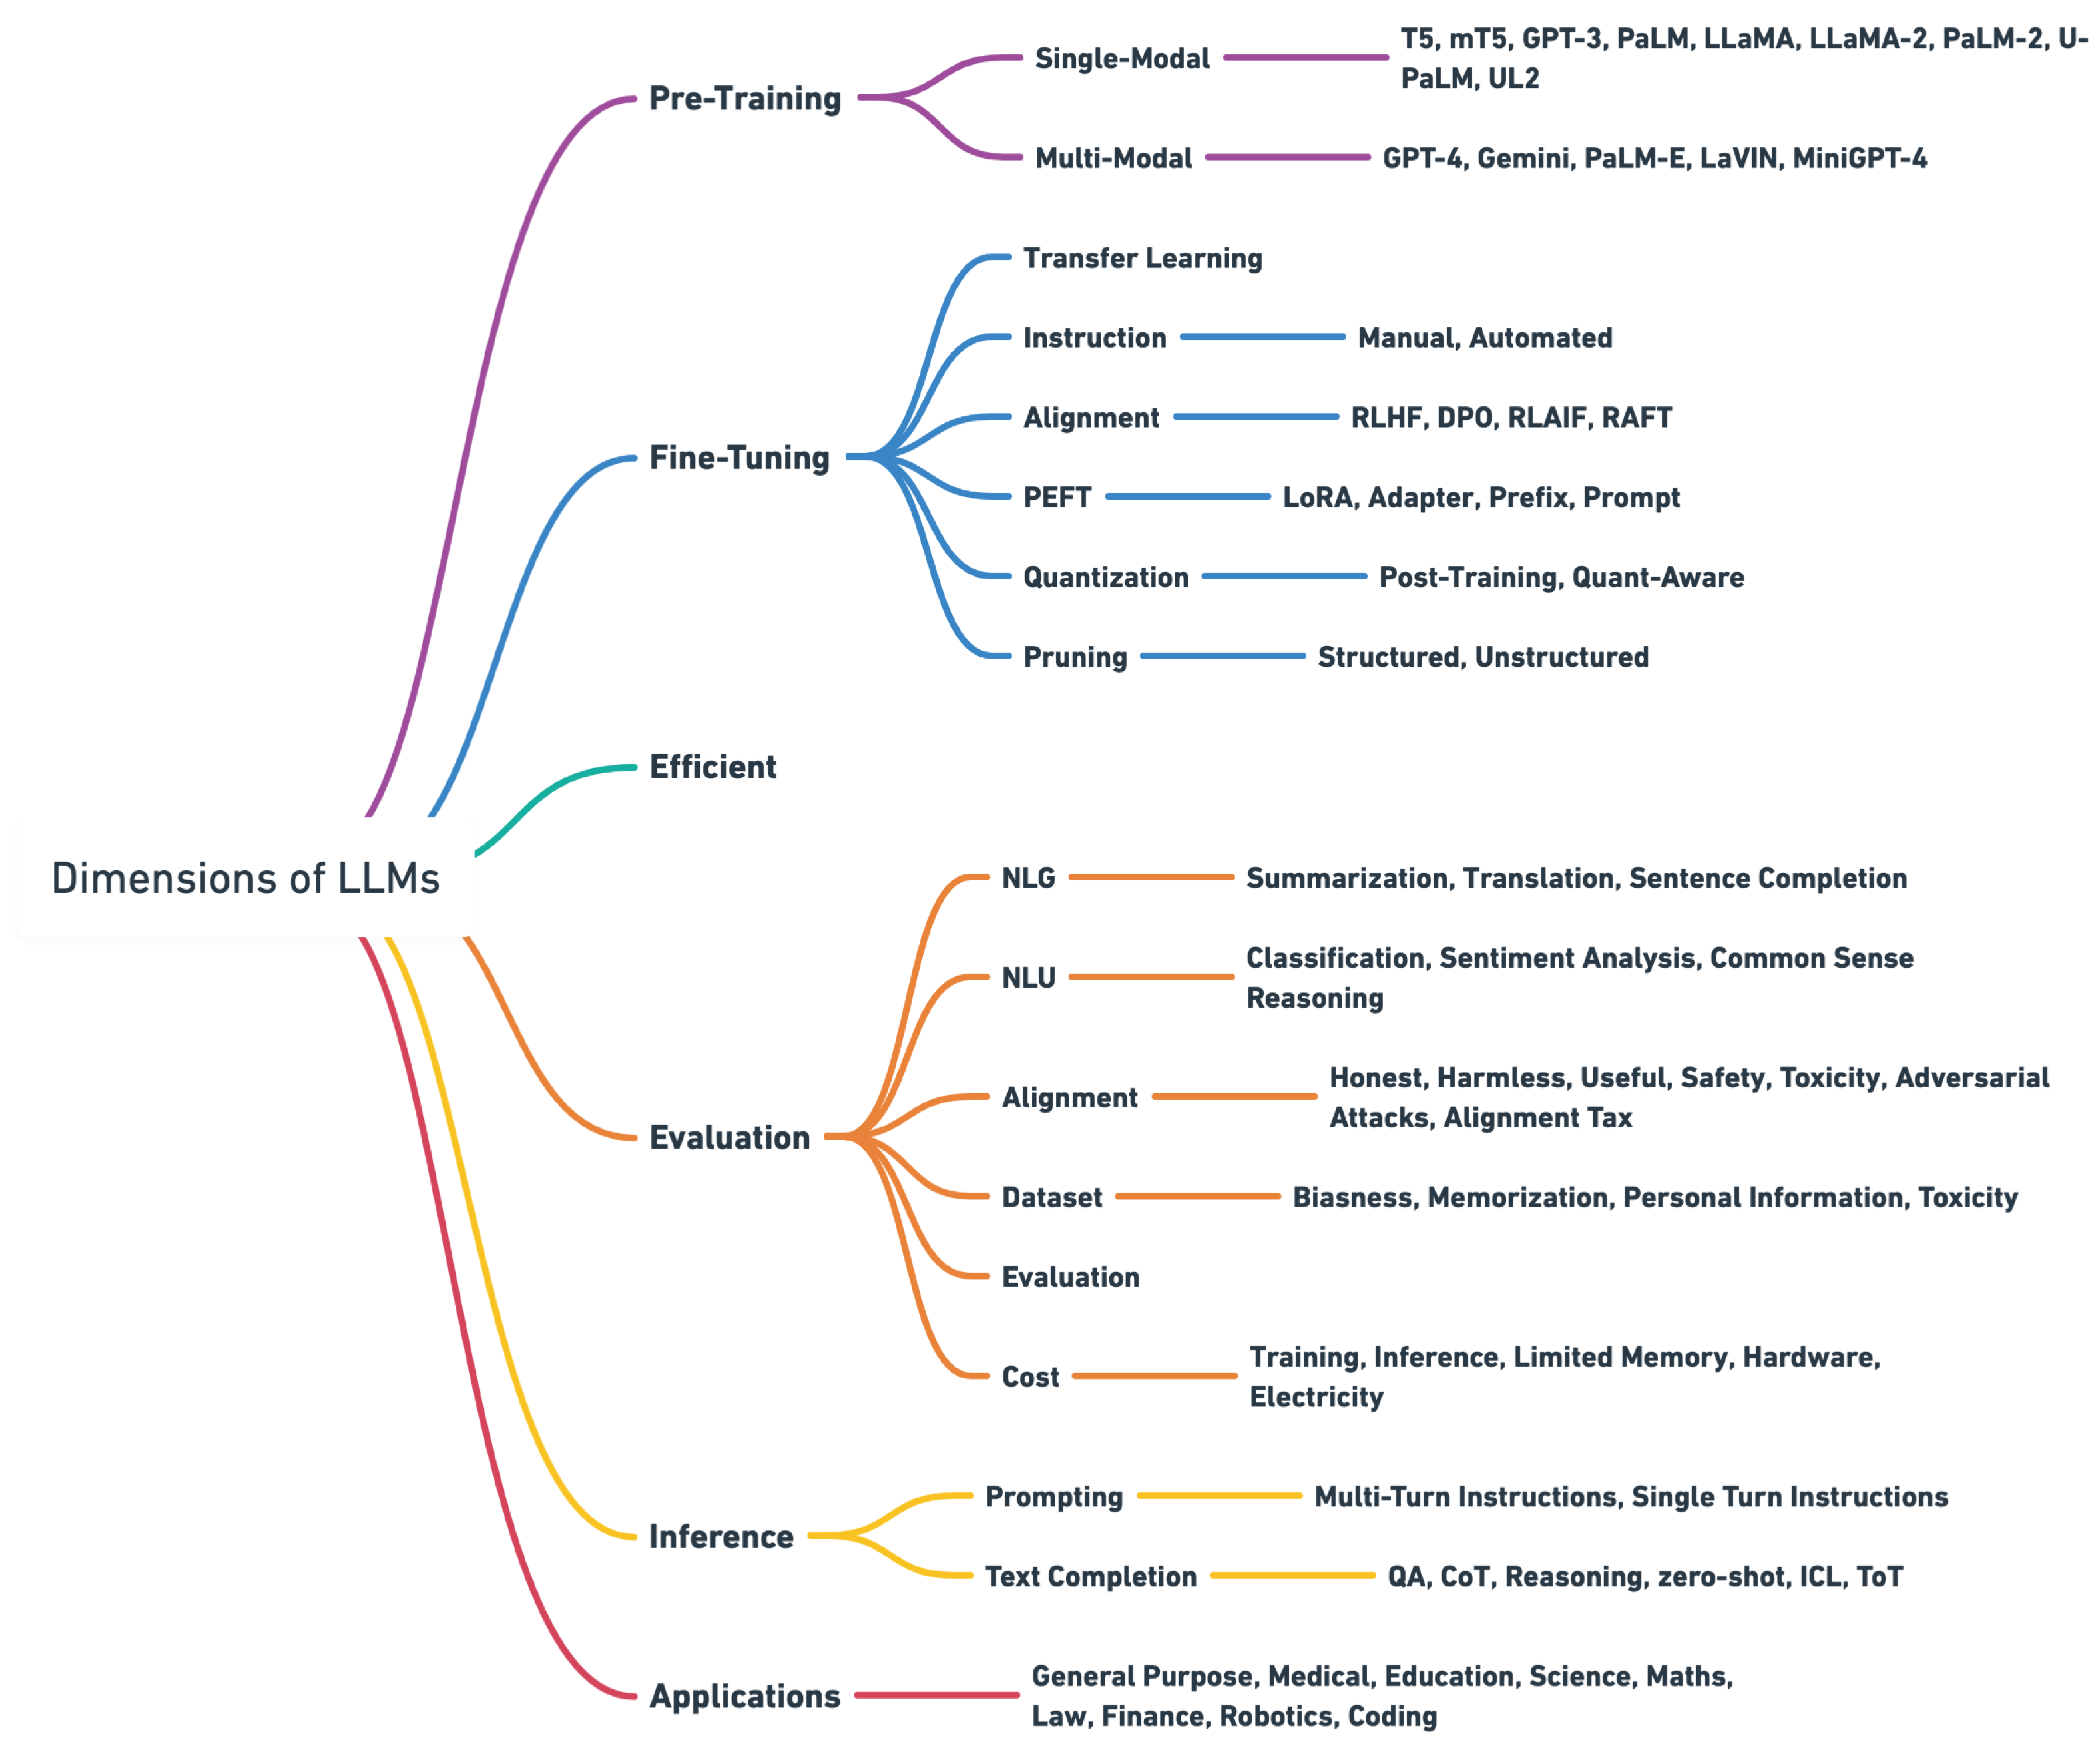 T5, mT5, GPT-3, PaLM, LLaMA, LLaMA-2, PaLM-2, U-
Single-Modal
PaLM, UL2
Pre-Training
Multi-Modal
GPT-4, Gemini, PaLM-E, LaVIN, MiniGPT-4
Transfer Learning
Instruction
Manual, Automated
Alignment
RLHF, DPO, RLAIF, RAFT
Fine-Tuning
PEFT
LoRA, Adapter, Prefix, Prompt
Quantization
Post-Training, Quant-Aware
Pruning
Structured, Unstructured
Efficient
Dimensions of LLMs
NLG
Summarization, Translation, Sentence Completion
NLU
Classification, Sentiment Analysis, Common Sense
Reasoning
Alignment
Honest, Harmless, Useful, Safety, Toxicity, Adversarial
Attacks, Alignment Tax
Evaluation
Dataset
Biasness, Memorization, Personal Information, Toxicity
Evaluation
Cost
Training, Inference, Limited Memory, Hardware,
Electricity
Prompting
Multi-Turn Instructions, Single Turn Instructions
Inference
Text Completion
QA, CoT, Reasoning, zero-shot, ICL, ToT
Applications
General Purpose, Medical, Education, Science, Maths,
Law, Finance, Robotics, Coding